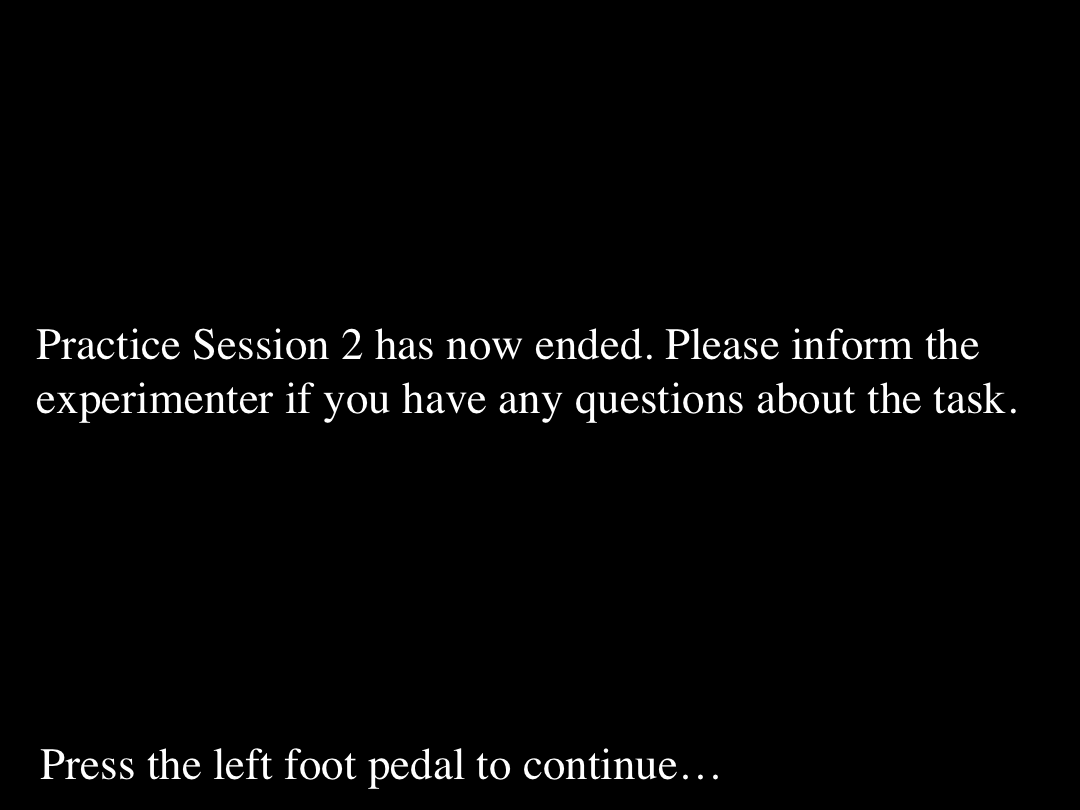 Practice Session 2 has now ended. Please inform the
experimenter if you have any questions about the task.
Press the left foot pedal to continue…